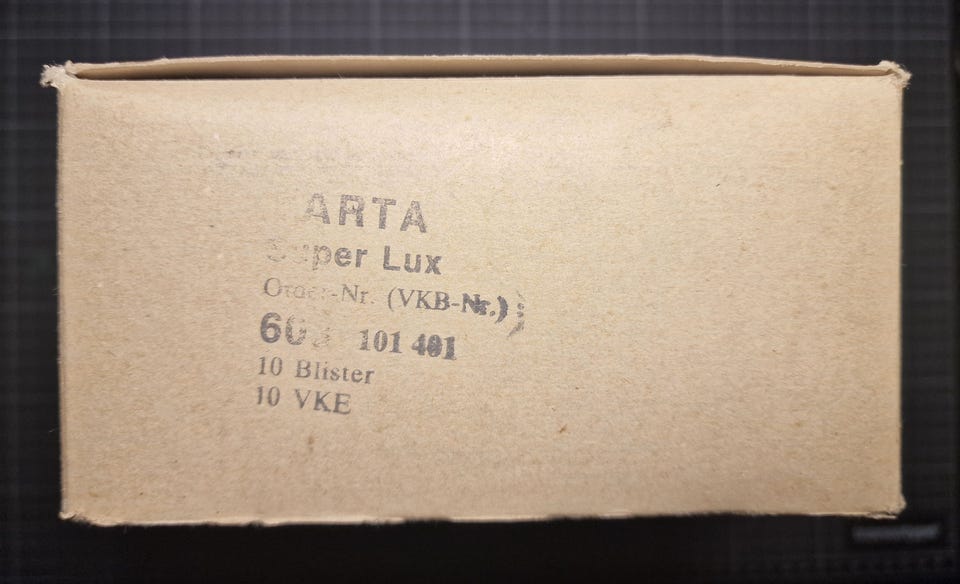 ARTA
Super Lux
Order-Nr. (VKB-Nr.)
101 401
10 Blister
10 VKE